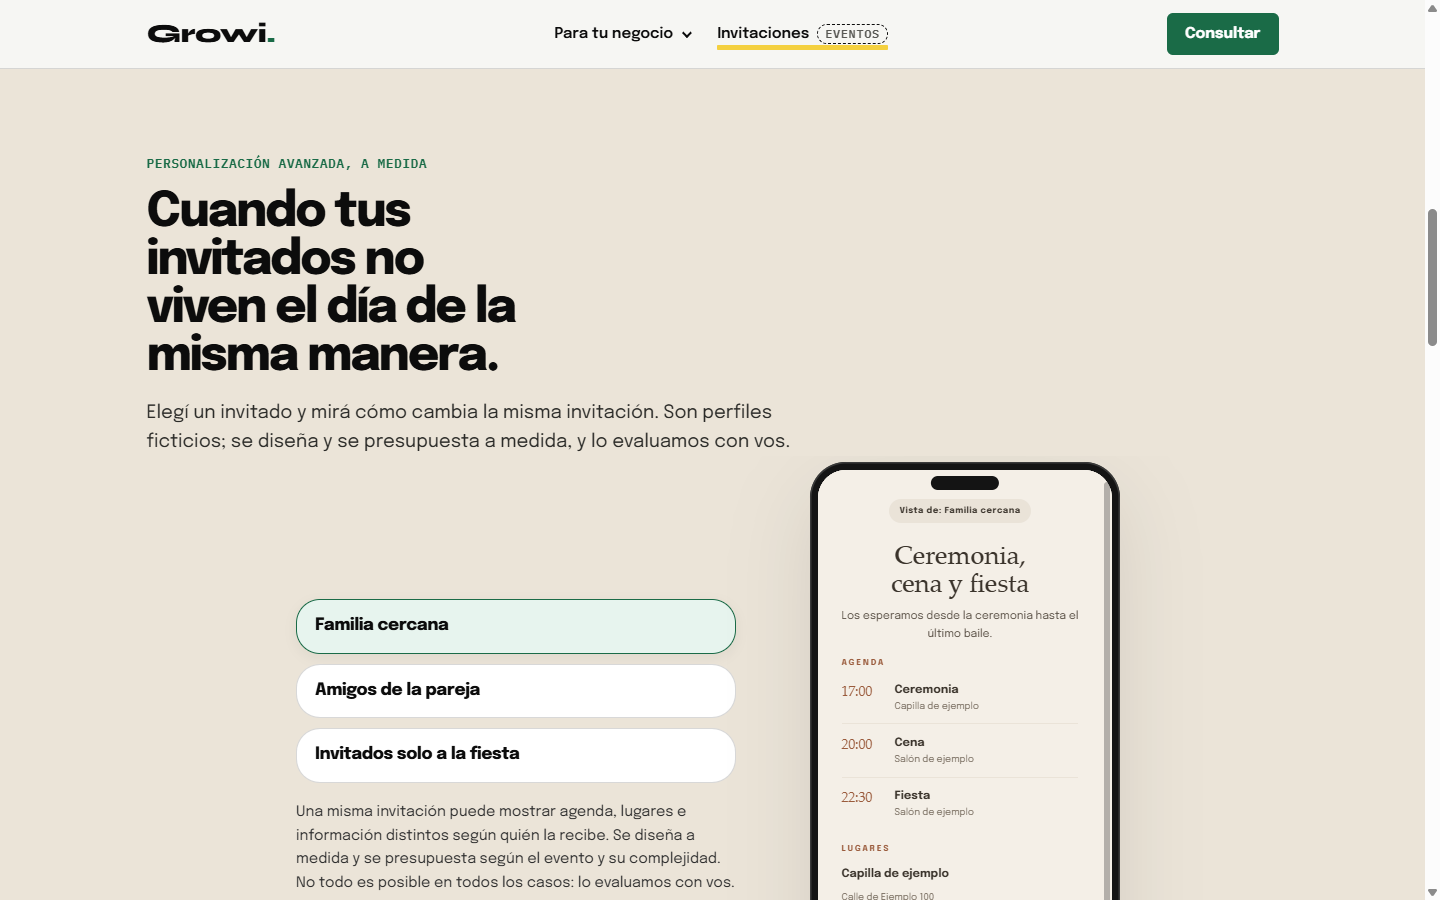 Growi.
Para tu negocio
Invitaciones EVENTOS
Consultar
PERSONALIZACIÓN AVANZADA, A MEDIDA
Cuando tus
invitados no
viven el día de la
misma manera.
Elegí un invitado y mirá cómo cambia la misma invitación. Son perfiles
ficticios; se diseña y se presupuesta a medida, y lo evaluamos con vos.
Familia cercana
Amigos de la pareja
Invitados solo a la fiesta
Una misma invitación puede mostrar agenda, lugares e
información distintos según quién la recibe. Se diseña a
medida y se presupuesta según el evento y su complejidad.
No todo es posible en todos los casos: lo evaluamos con vos.
Vista de: Familia cercana
Ceremonia,
cena y fiesta
Los esperamos desde la ceremonia hasta el
último baile.
AGENDA
17:00 Ceremonia
Capilla de ejemplo
20:00 Cena
Salón de ejemplo
22:30 Fiesta
Salón de ejemplo
LUGARES
Capilla de ejemplo
Calle de Ejemplo 100